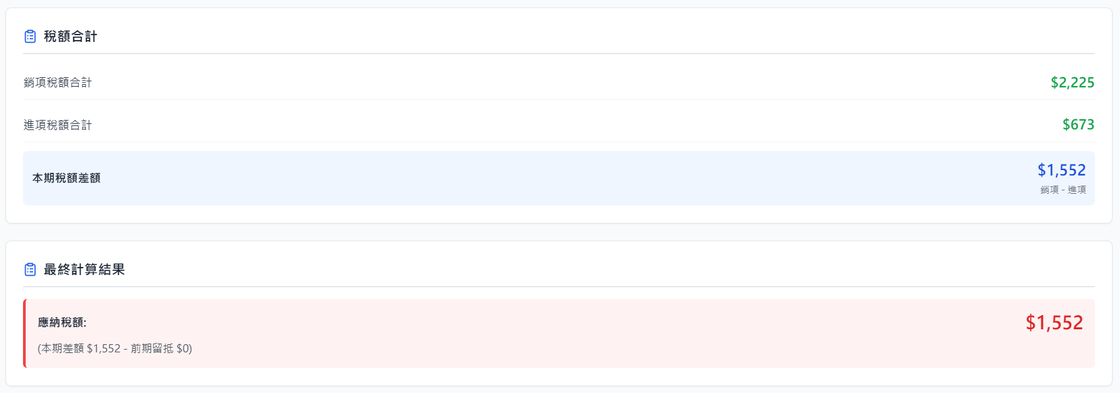 稅額合計
銷項稅額合計
$2,225
進項稅額合計
$673
本期稅額差額
$1,552
銷項 - 進項
最終計算結果
應納稅額:
$1,552
(本期差額 $1,552 - 前期留抵 $0)